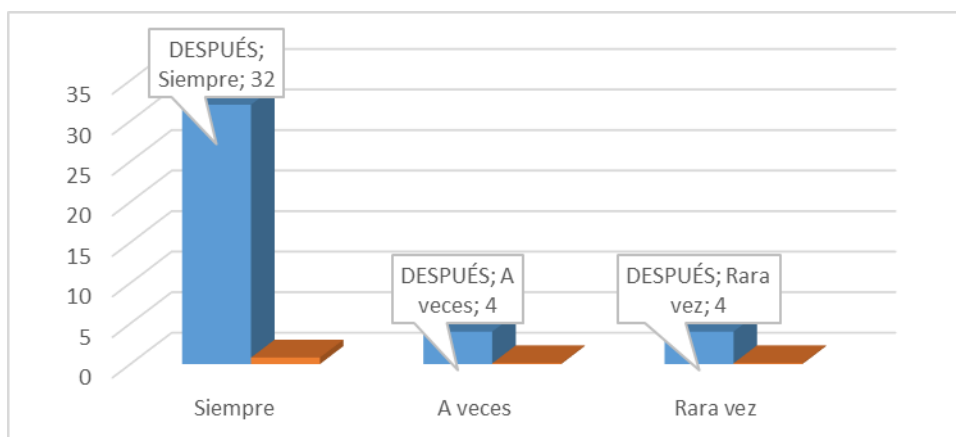 DESPUÉS;
Siempre; 32
35
30
25
20
15
10
5
0
DESPUÉS; A
veces; 4
DESPUÉS; Rara
vez; 4
Siempre
A veces
Rara vez